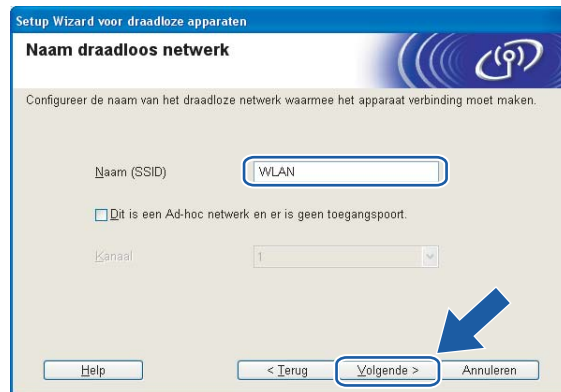 Setup Wizard voor draadloze apparaten
Naam draadloos netwerk
Configureer de naam van het draadloze netwerk waarmee het apparaat verbinding moet maken.
Naam (SSID) WLAN
Dit is een Ad-hoc netwerk en er is geen toegangspoort.
Kanaal 1
Help < Terug Volgende > Annuleren